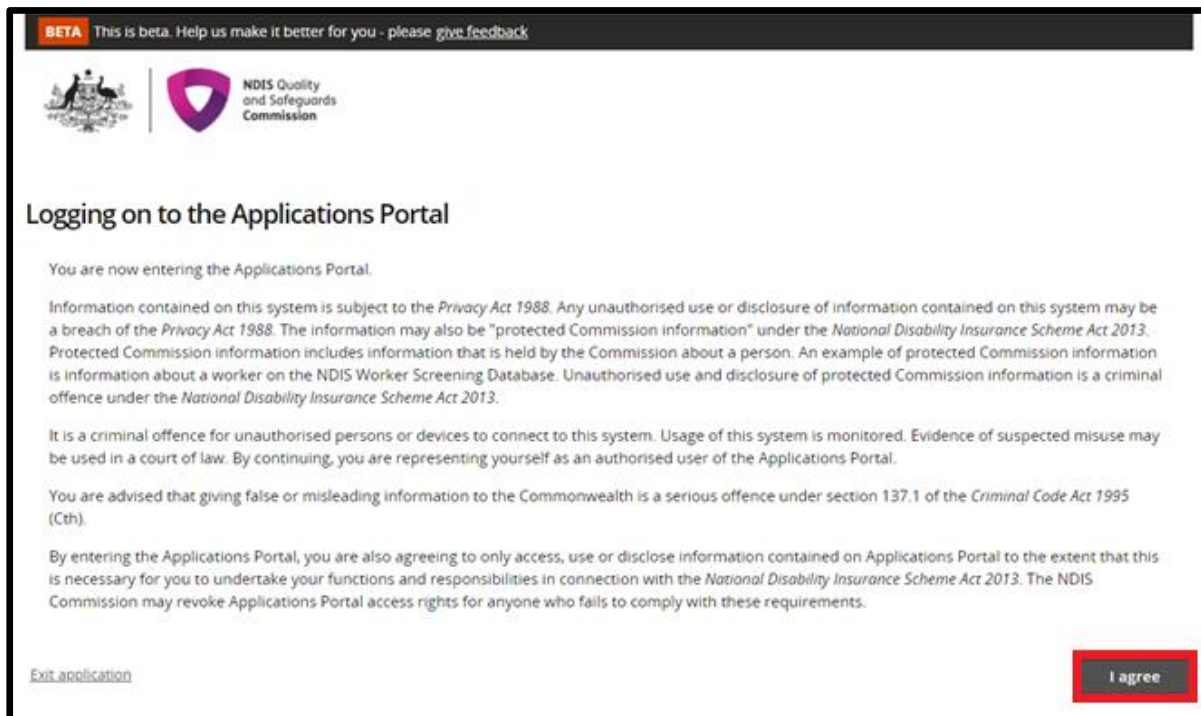 BETA This is beta. Help us make it better for you - please give feedback
NDIS Quality
and Safeguards
Commission
Logging on to the Applications Portal
You are now entering the Applications Portal.
Information contained on this system is subject to the Privacy Act 1988. Any unauthorised use or disclosure of information contained on this system may be
a breach of the Privacy Act 1988. The information may also be "protected Commission information" under the National Disability Insurance Scheme Act 2013.
Protected Commission information includes information that is held by the Commission about a person. An example of protected Commission information
is information about a worker on the NDIS Worker Screening Database. Unauthorised use and disclosure of protected Commission information is a criminal
offence under the National Disability Insurance Scheme Act 2013.
It is a criminal offence for unauthorised persons or devices to connect to this system. Usage of this system is monitored. Evidence of suspected misuse may
be used in a court of law. By continuing, you are representing yourself as an authorised user of the Applications Portal.
You are advised that giving false or misleading information to the Commonwealth is a serious offence under section 137.1 of the Criminal Code Act 1995
(Cth).
By entering the Applications Portal, you are also agreeing to only access, use or disclose information contained on Applications Portal to the extent that this
is necessary for you to undertake your functions and responsibilities in connection with the National Disability Insurance Scheme Act 2013. The NDIS
Commission may revoke Applications Portal access rights for anyone who fails to comply with these requirements.
Exit application
I agree